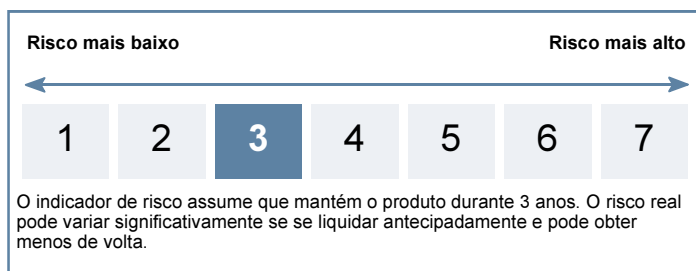 Risco mais baixo Risco mais alto
1 2 3 4 5 6 7
O indicador de risco assume que mantém o produto durante 3 anos. O risco real
pode variar significativamente se se liquidar antecipadamente e pode obter
menos de volta.